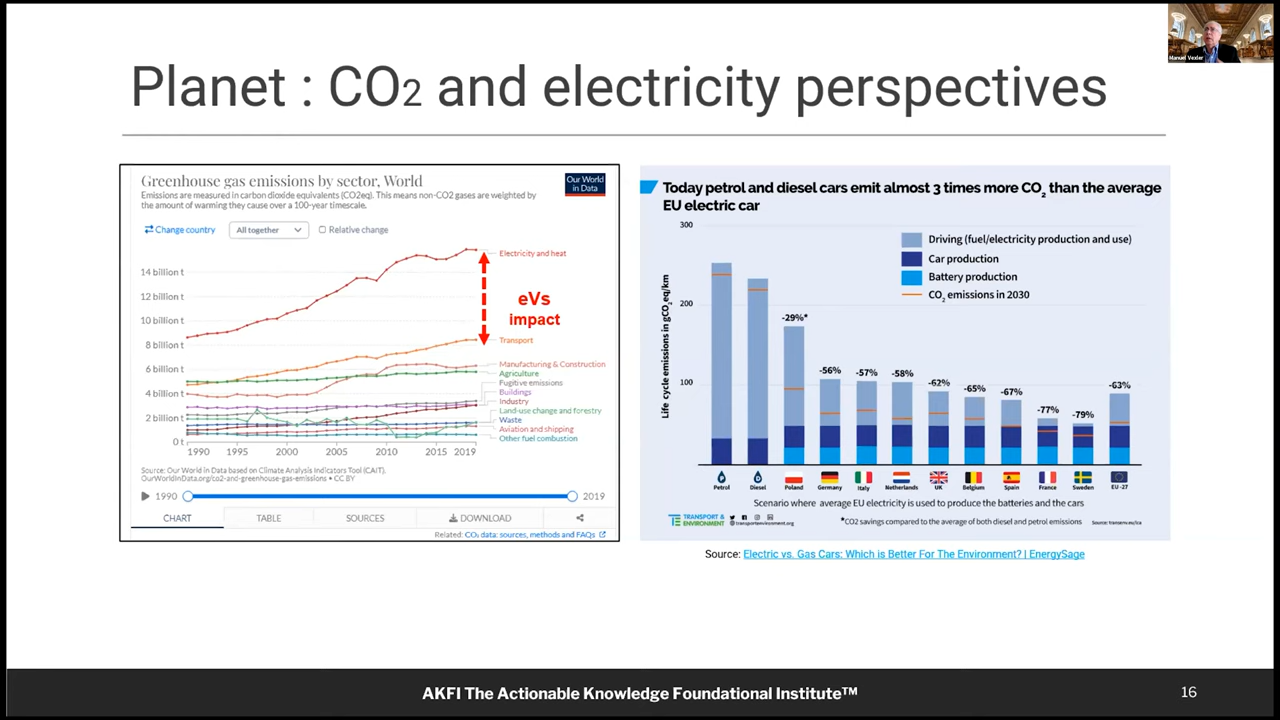 Manuel Vexler
Planet : CO2 and electricity perspectives
Greenhouse gas emissions by sector, World
Emissions are measured in carbon dioxide equivalents (CO2eq). This means non-CO2 gases are weighted by
the amount of warming they cause over a 100-year timescale.
Our World
in Data
Change country
All together
Relative change
14 billion t
12 billion t
10 billion t
8 billion t
6 billion t
4 billion t
2 billion t
0 t
1990
1995
2000
2005
2010
2015
2019
Electricity and heat
eVs
impact
Transport
Manufacturing & Construction
Agriculture
Fugitive emissions
Buildings
Industry
Land-use change and forestry
Waste
Aviation and shipping
Other fuel combustion
Source: Our World in Data based on Climate Analysis Indicators Tool (CAIT).
OurWorldInData.org/co2-and-greenhouse-gas-emissions • CC BY
1990
2019
CHART
TABLE
SOURCES
DOWNLOAD
Related: CO₂ data: sources, methods and FAQs
Today petrol and diesel cars emit almost 3 times more CO₂ than the average
EU electric car
300
200
100
Life cycle emissions in gCO₂eq/km
Driving (fuel/electricity production and use)
Car production
Battery production
CO₂ emissions in 2030
-29%*
-56%
-57%
-58%
-62%
-65%
-67%
-77%
-79%
-63%
Petrol
Diesel
Poland
Germany
Italy
Netherlands
UK
Belgium
Spain
France
Sweden
EU-27
Scenario where average EU electricity is used to produce the batteries and the cars
TE
TRANSPORT &
ENVIRONMENT
@transportenvironment.org
*CO2 savings compared to the average of both diesel and petrol emissions
Source: Electric vs. Gas Cars: Which is Better For The Environment? | EnergySage
AKFI The Actionable Knowledge Foundational Institute™
16